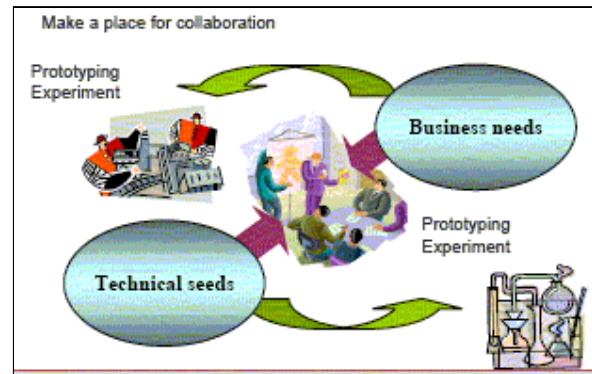 Make a place for collaboration
Prototyping
Experiment
Business needs
Prototyping
Experiment
Technical seeds